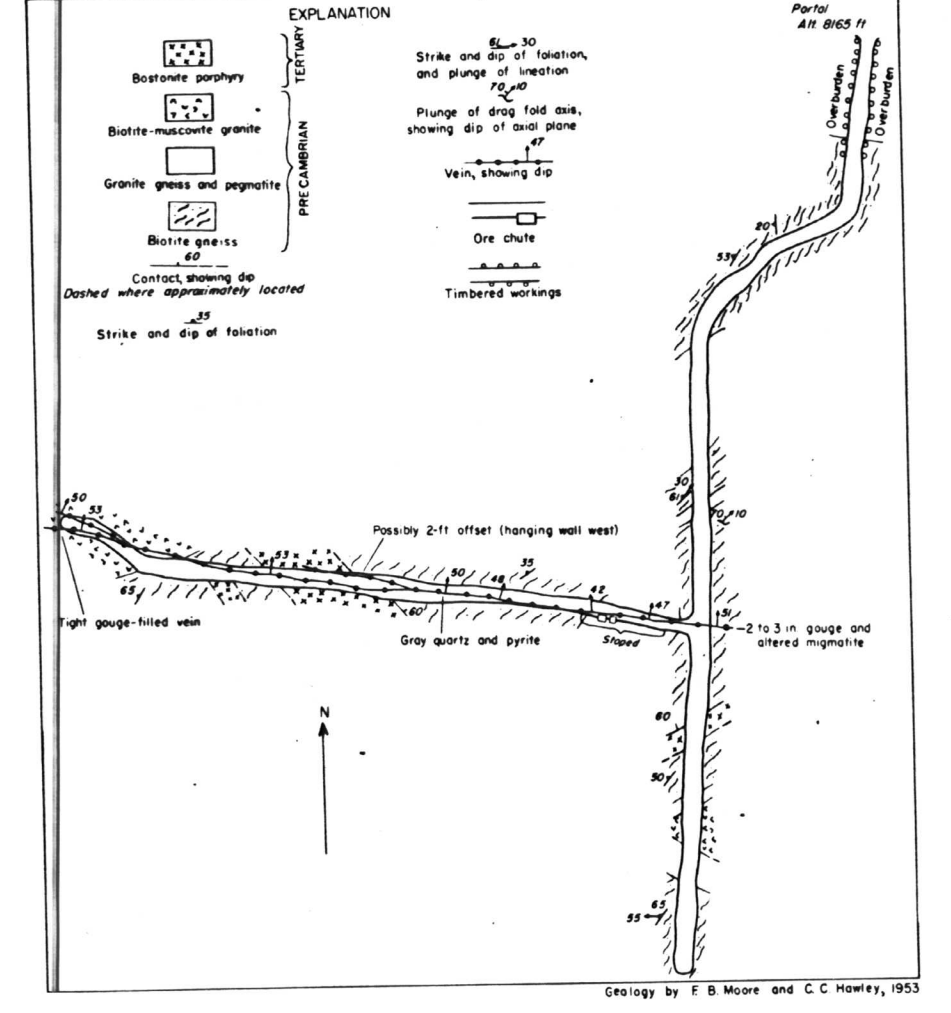 EXPLANATION
Bostonite porphyry
TERTIARY
Biotite-muscovite granite
Granite gneiss and pegmatite
PRECAMBRIAN
Biotite gneiss
60
Contact, showing dip
Dashed where approximately located
35
Strike and dip of foliation
61 30
Strike and dip of foliation,
and plunge of lineation
70 10
Plunge of drag fold axis,
showing dip of axial plane
47
Vein, showing dip
Ore chute
Timbered workings
Portal
Alt. 8165 ft
Overburden
Overburden
20
53
30
61
70 10
50
53
65
Tight gouge-filled vein
53
Possibly 2-ft offset (hanging wall west)
60
50
48
35
Gray quartz and pyrite
42
47
Stoped
51
2 to 3 in. gouge and
altered migmatite
N
60
50
65
55
Geology by F. B. Moore and C. C. Hawley, 1953